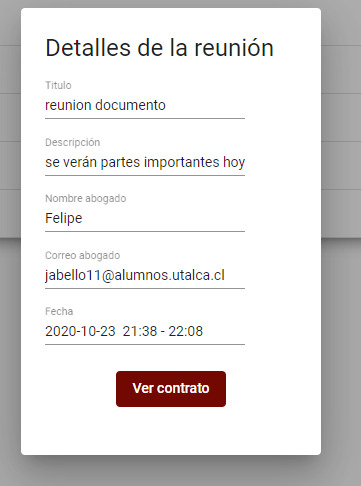 Detalles de la reunión
Titulo
reunion documento
Descripción
se verán partes importantes hoy
Nombre abogado
Felipe
Correo abogado
jabello11@alumnos.utalca.cl
Fecha
2020-10-23  21:38 - 22:08
Ver contrato